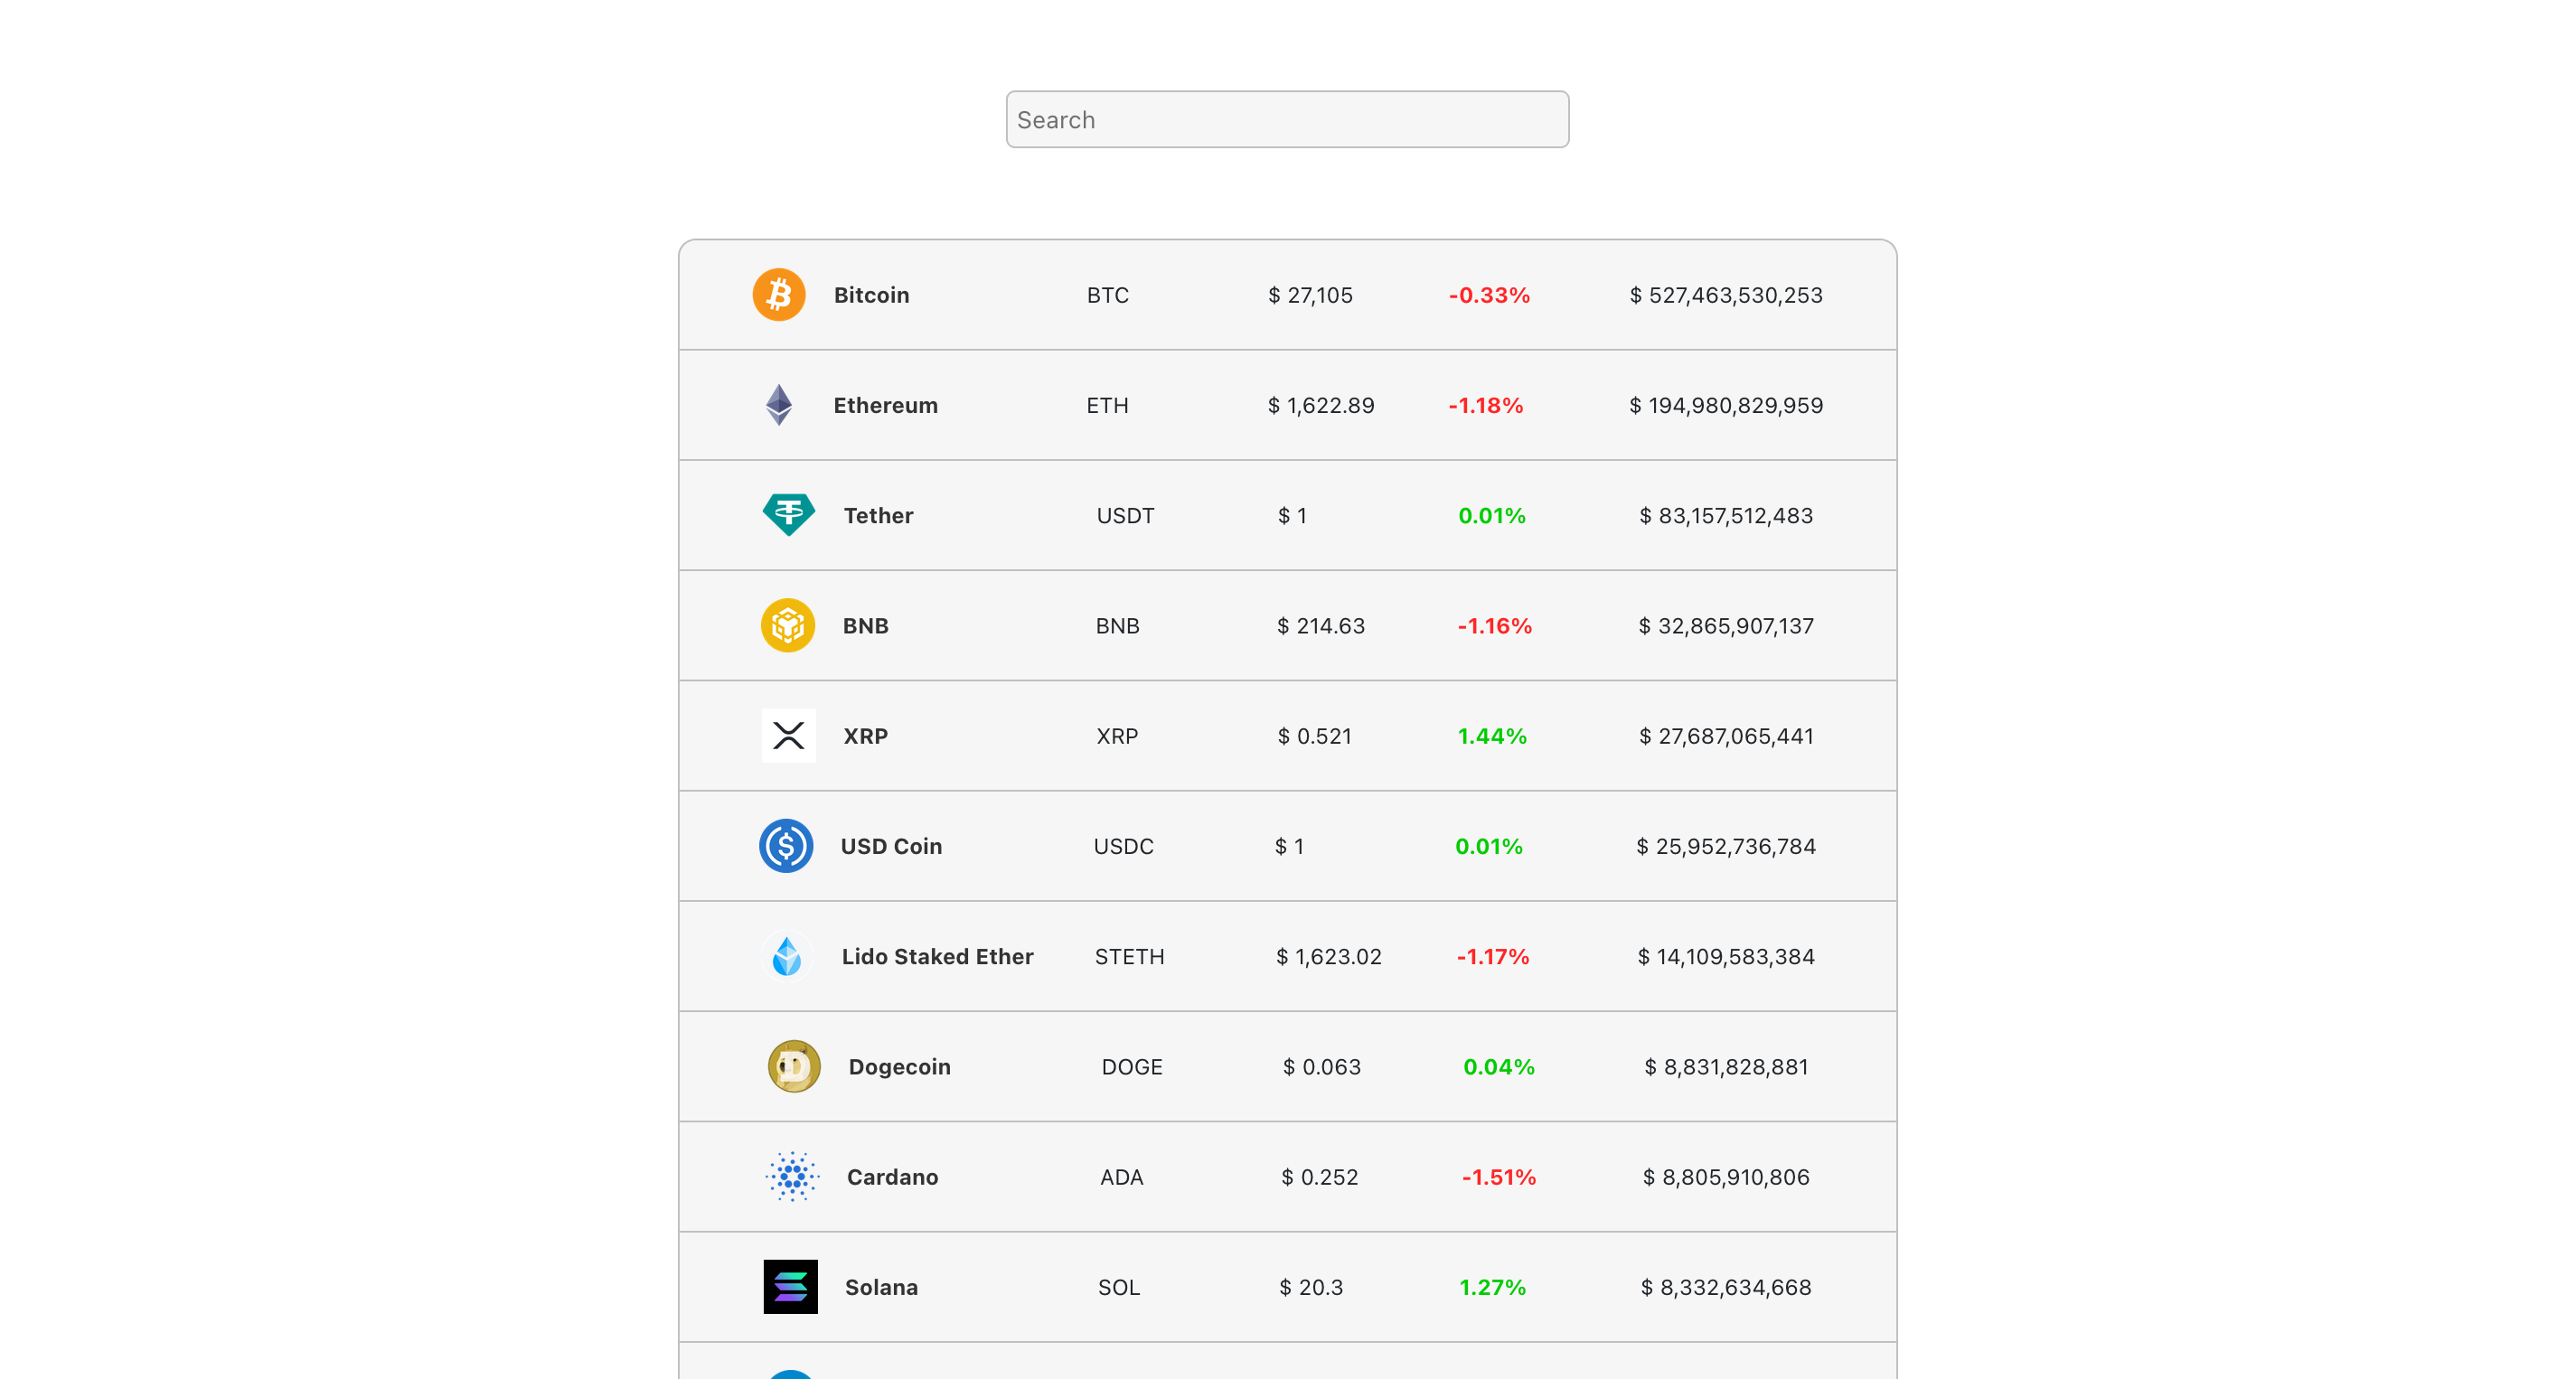 Search
Bitcoin BTC $ 27,105 -0.33% $ 527,463,530,253
Ethereum ETH $ 1,622.89 -1.18% $ 194,980,829,959
Tether USDT $ 1 0.01% $ 83,157,512,483
BNB BNB $ 214.63 -1.16% $ 32,865,907,137
XRP XRP $ 0.521 1.44% $ 27,687,065,441
USD Coin USDC $ 1 0.01% $ 25,952,736,784
Lido Staked Ether STETH $ 1,623.02 -1.17% $ 14,109,583,384
Dogecoin DOGE $ 0.063 0.04% $ 8,831,828,881
Cardano ADA $ 0.252 -1.51% $ 8,805,910,806
Solana SOL $ 20.3 1.27% $ 8,332,634,668